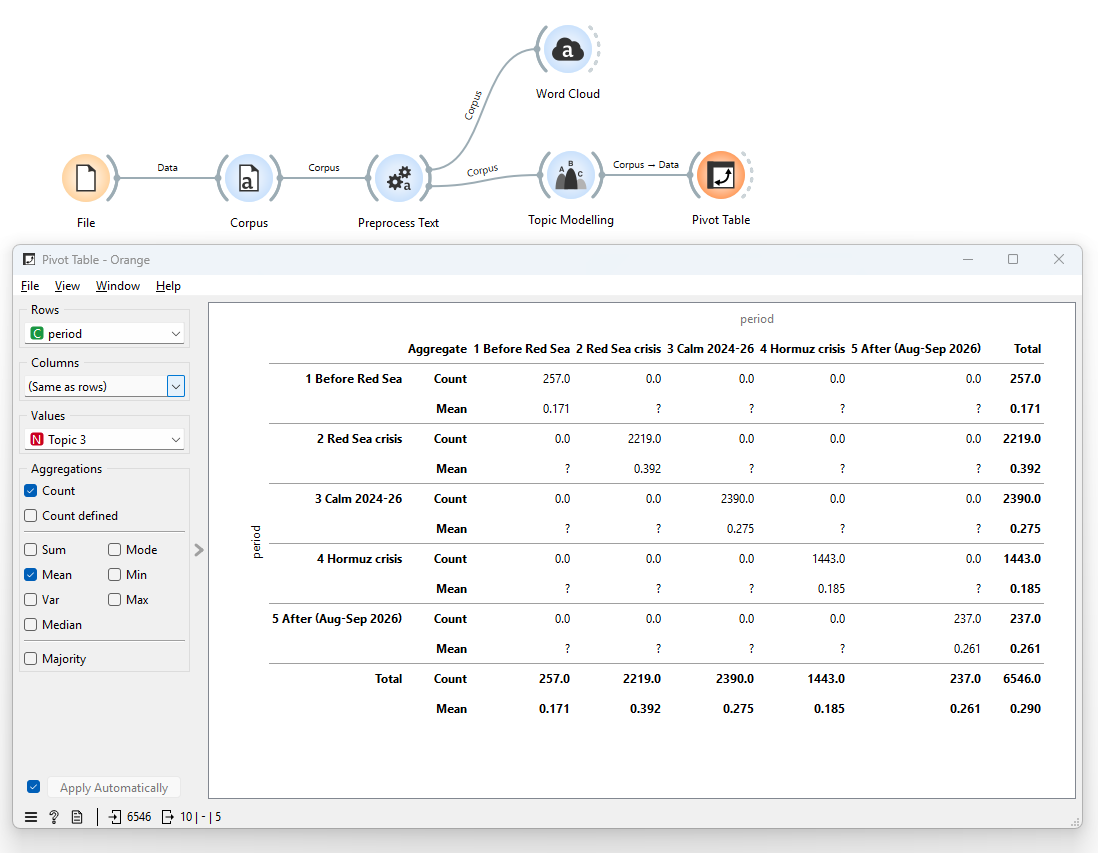 Word Cloud
Corpus
Data
Corpus
Corpus
Corpus → Data
File
Corpus
Preprocess Text
Topic Modelling
Pivot Table
Pivot Table - Orange
File View Window Help
Rows
C period
Columns
(Same as rows)
Values
N Topic 3
Aggregations
Count
Count defined
Sum Mode
Mean Min
Var Max
Median
Majority
Apply Automatically
period
Aggregate 1 Before Red Sea 2 Red Sea crisis 3 Calm 2024-26 4 Hormuz crisis 5 After (Aug-Sep 2026) Total
period
1 Before Red Sea Count 257.0 0.0 0.0 0.0 0.0 257.0
Mean 0.171 ? ? ? ? 0.171
2 Red Sea crisis Count 0.0 2219.0 0.0 0.0 0.0 2219.0
Mean ? 0.392 ? ? ? 0.392
3 Calm 2024-26 Count 0.0 0.0 2390.0 0.0 0.0 2390.0
Mean ? ? 0.275 ? ? 0.275
4 Hormuz crisis Count 0.0 0.0 0.0 1443.0 0.0 1443.0
Mean ? ? ? 0.185 ? 0.185
5 After (Aug-Sep 2026) Count 0.0 0.0 0.0 0.0 237.0 237.0
Mean ? ? ? ? 0.261 0.261
Total Count 257.0 2219.0 2390.0 1443.0 237.0 6546.0
Mean 0.171 0.392 0.275 0.185 0.261 0.290
? 6546 10 | - | 5